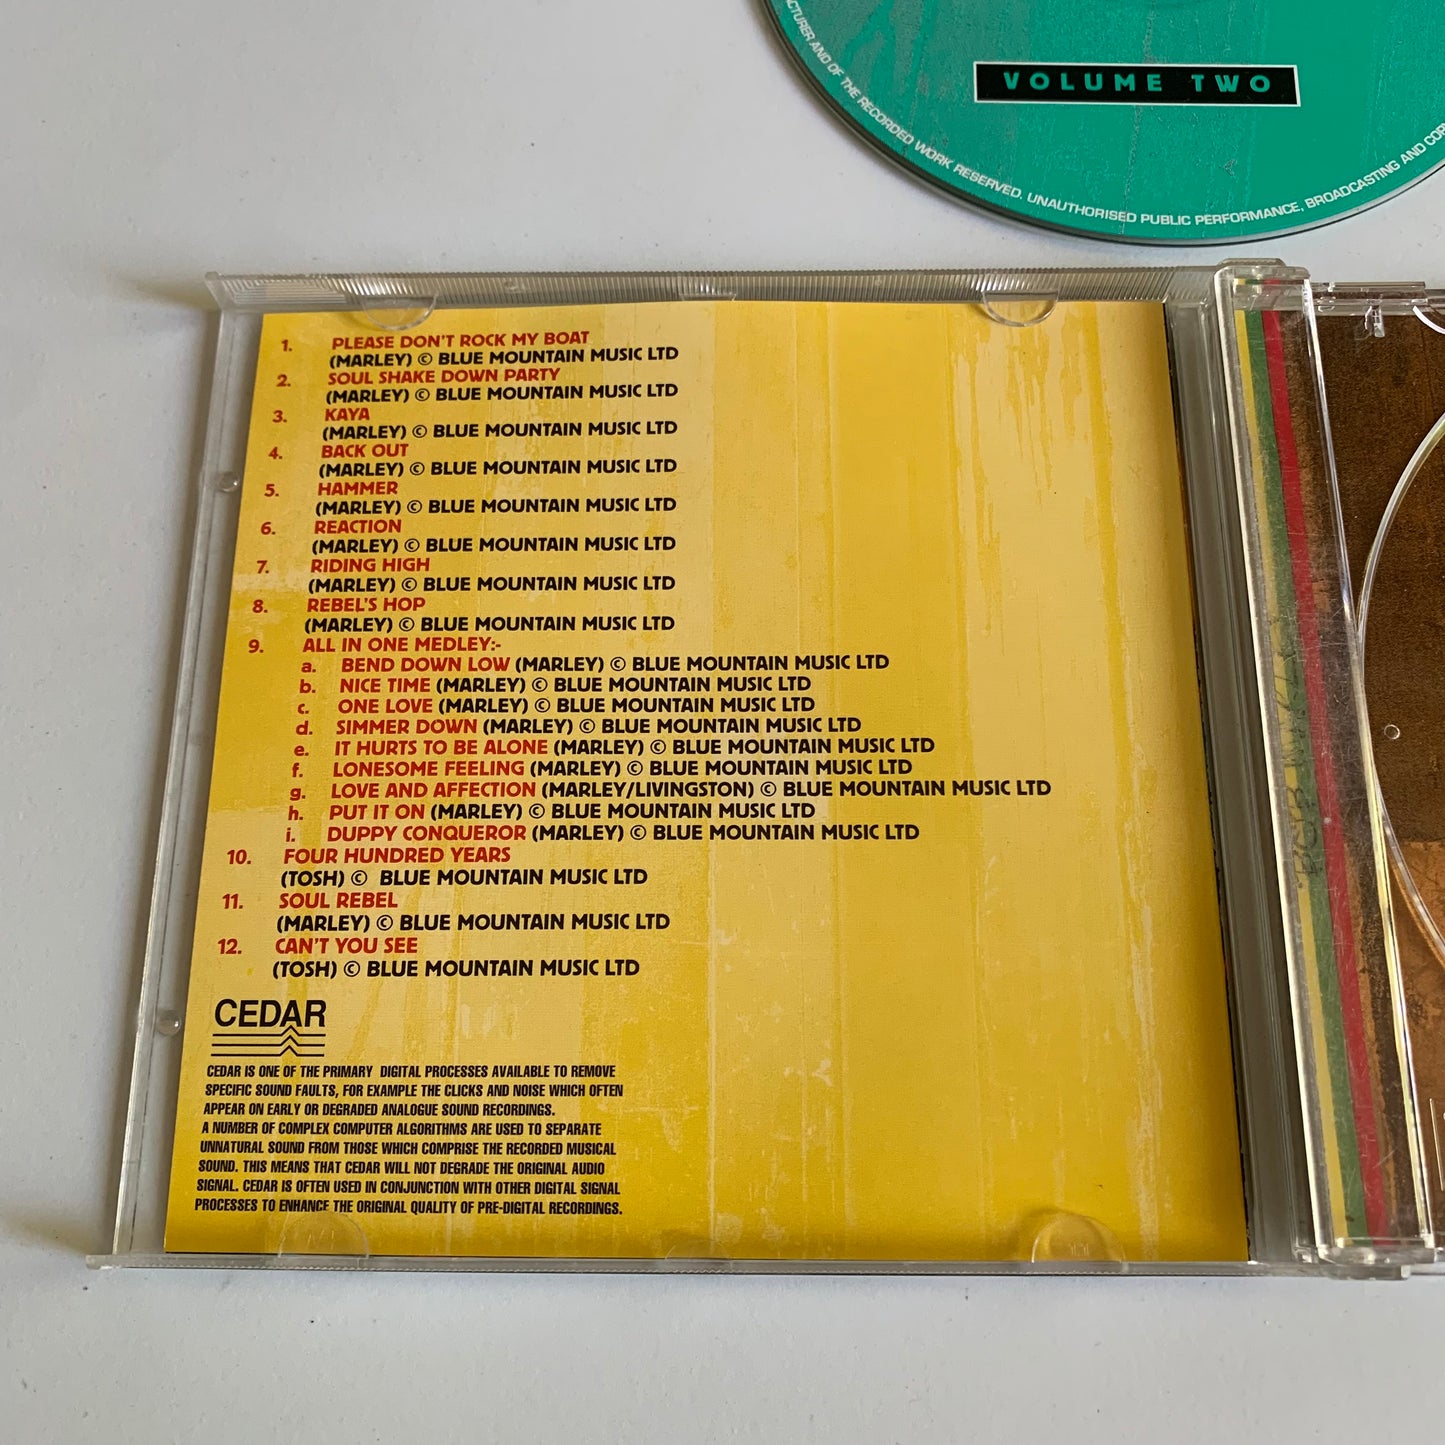 VOLUME TWO
OF THE RECORDED WORK RESERVED. UNAUTHORISED PUBLIC PERFORMANCE, BROADCASTING AND
1. PLEASE DON'T ROCK MY BOAT
(MARLEY) © BLUE MOUNTAIN MUSIC LTD
2. SOUL SHAKE DOWN PARTY
(MARLEY) © BLUE MOUNTAIN MUSIC LTD
3. KAYA
(MARLEY) © BLUE MOUNTAIN MUSIC LTD
4. BACK OUT
(MARLEY) © BLUE MOUNTAIN MUSIC LTD
5. HAMMER
(MARLEY) © BLUE MOUNTAIN MUSIC LTD
6. REACTION
(MARLEY) © BLUE MOUNTAIN MUSIC LTD
7. RIDING HIGH
(MARLEY) © BLUE MOUNTAIN MUSIC LTD
8. REBEL'S HOP
(MARLEY) © BLUE MOUNTAIN MUSIC LTD
9. ALL IN ONE MEDLEY:-
a. BEND DOWN LOW (MARLEY) © BLUE MOUNTAIN MUSIC LTD
b. NICE TIME (MARLEY) © BLUE MOUNTAIN MUSIC LTD
c. ONE LOVE (MARLEY) © BLUE MOUNTAIN MUSIC LTD
d. SIMMER DOWN (MARLEY) © BLUE MOUNTAIN MUSIC LTD
e. IT HURTS TO BE ALONE (MARLEY) © BLUE MOUNTAIN MUSIC LTD
f. LONESOME FEELING (MARLEY) © BLUE MOUNTAIN MUSIC LTD
g. LOVE AND AFFECTION (MARLEY/LIVINGSTON) © BLUE MOUNTAIN MUSIC LTD
h. PUT IT ON (MARLEY) © BLUE MOUNTAIN MUSIC LTD
i. DUPPY CONQUEROR (MARLEY) © BLUE MOUNTAIN MUSIC LTD
10. FOUR HUNDRED YEARS
(TOSH) © BLUE MOUNTAIN MUSIC LTD
11. SOUL REBEL
(MARLEY) © BLUE MOUNTAIN MUSIC LTD
12. CAN'T YOU SEE
(TOSH) © BLUE MOUNTAIN MUSIC LTD
CEDAR
CEDAR IS ONE OF THE PRIMARY DIGITAL PROCESSES AVAILABLE TO REMOVE
SPECIFIC SOUND FAULTS, FOR EXAMPLE THE CLICKS AND NOISE WHICH OFTEN
APPEAR ON EARLY OR DEGRADED ANALOGUE SOUND RECORDINGS.
A NUMBER OF COMPLEX COMPUTER ALGORITHMS ARE USED TO SEPARATE
UNNATURAL SOUND FROM THOSE WHICH COMPRISE THE RECORDED MUSICAL
SOUND. THIS MEANS THAT CEDAR WILL NOT DEGRADE THE ORIGINAL AUDIO
SIGNAL. CEDAR IS OFTEN USED IN CONJUNCTION WITH OTHER DIGITAL SIGNAL
PROCESSES TO ENHANCE THE ORIGINAL QUALITY OF PRE-DIGITAL RECORDINGS.